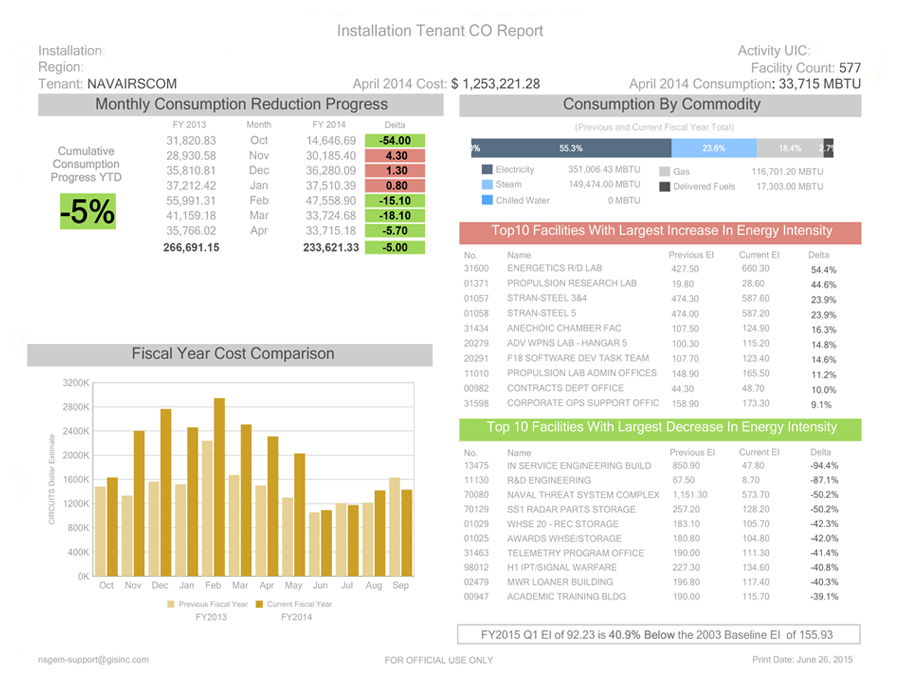 Installation Tenant CO Report
Installation:
Activity UIC:
Region:
Facility Count: 577
Tenant: NAVAIRSCOM
April 2014 Cost: $ 1,253,221.28
April 2014 Consumption: 33,715 MBTU
Monthly Consumption Reduction Progress
FY 2013 Month FY 2014 Delta
Cumulative
Consumption
Progress YTD
-5%
31,820.83 Oct 14,646.69 -54.00
28,930.58 Nov 30,185.40 4.30
35,810.81 Dec 36,280.09 1.30
37,212.42 Jan 37,510.39 0.80
55,991.31 Feb 47,558.90 -15.10
41,159.18 Mar 33,724.68 -18.10
35,766.02 Apr 33,715.18 -5.70
266,691.15 233,621.33 -5.00
Consumption By Commodity
(Previous and Current Fiscal Year Total)
0% 55.3% 23.6% 18.4% 2.7%
Electricity 351,006.43 MBTU Gas 116,701.20 MBTU
Steam 149,474.00 MBTU Delivered Fuels 17,303.00 MBTU
Chilled Water 0 MBTU
Top10 Facilities With Largest Increase In Energy Intensity
No. Name Previous EI Current EI Delta
31600 ENERGETICS R/D LAB 427.50 660.30 54.4%
01371 PROPULSION RESEARCH LAB 19.80 28.60 44.6%
01057 STRAN-STEEL 3&4 474.30 587.60 23.9%
01058 STRAN-STEEL 5 474.00 587.20 23.9%
31434 ANECHOIC CHAMBER FAC 107.50 124.90 16.3%
20279 ADV WPNS LAB - HANGAR 5 100.30 115.20 14.8%
20291 F18 SOFTWARE DEV TASK TEAM 107.70 123.40 14.6%
11010 PROPULSION LAB ADMIN OFFICES 148.90 165.50 11.2%
00982 CONTRACTS DEPT OFFICE 44.30 48.70 10.0%
31598 CORPORATE OPS SUPPORT OFFIC 158.90 173.30 9.1%
Top 10 Facilities With Largest Decrease In Energy Intensity
No. Name Previous EI Current EI Delta
13475 IN SERVICE ENGINEERING BUILD 850.90 47.80 -94.4%
11130 R&D ENGINEERING 67.50 8.70 -87.1%
70080 NAVAL THREAT SYSTEM COMPLEX 1,151.30 573.70 -50.2%
70129 SS1 RADAR PARTS STORAGE 257.20 128.20 -50.2%
01029 WHSE 20 - REC STORAGE 183.10 105.70 -42.3%
01025 AWARDS WHSE/STORAGE 180.80 104.80 -42.0%
31463 TELEMETRY PROGRAM OFFICE 190.00 111.30 -41.4%
98012 H1 IPT/SIGNAL WARFARE 227.30 134.60 -40.8%
02479 MWR LOANER BUILDING 196.80 117.40 -40.3%
00947 ACADEMIC TRAINING BLDG 190.00 115.70 -39.1%
FY2015 Q1 EI of 92.23 is 40.9% Below the 2003 Baseline EI of 155.93
Fiscal Year Cost Comparison
CIRCUITS Dollar Estimate
3200K
2800K
2400K
2000K
1600K
1200K
800K
400K
0K
Oct Nov Dec Jan Feb Mar Apr May Jun Jul Aug Sep
Previous Fiscal Year Current Fiscal Year
FY2013 FY2014
nsgem-support@gisinc.com
FOR OFFICIAL USE ONLY
Print Date: June 26, 2015